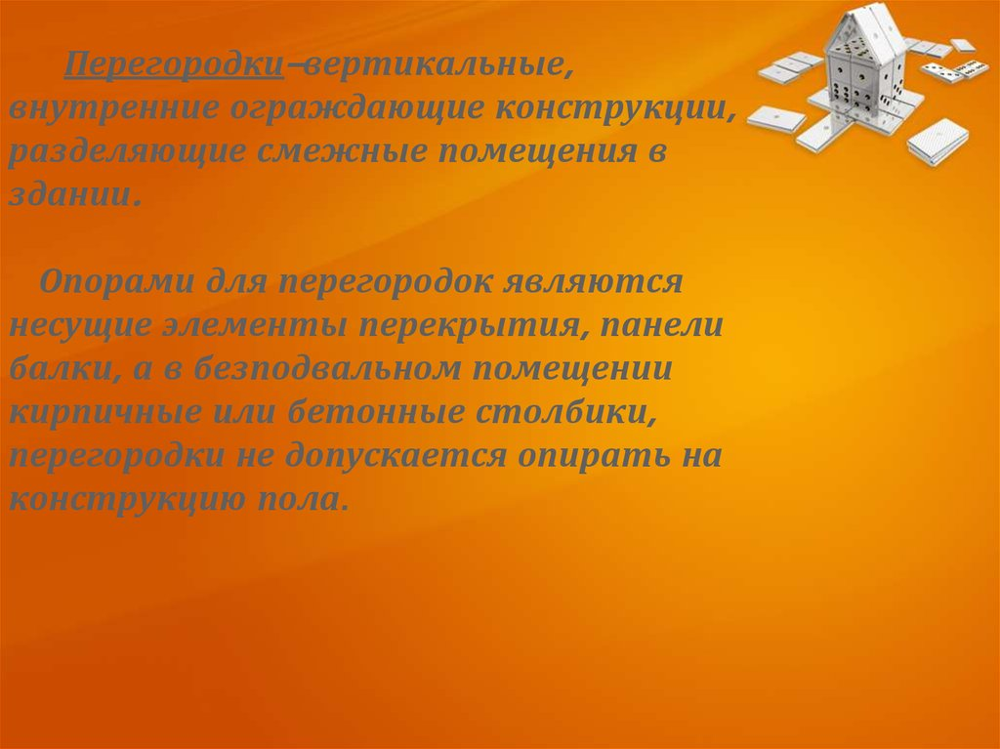 Перегородки–вертикальные,
внутренние ограждающие конструкции,
разделяющие смежные помещения в
здании.
Опорами для перегородок являются
несущие элементы перекрытия, панели
балки, а в безподвальном помещении
кирпичные или бетонные столбики,
перегородки не допускается опирать на
конструкцию пола.